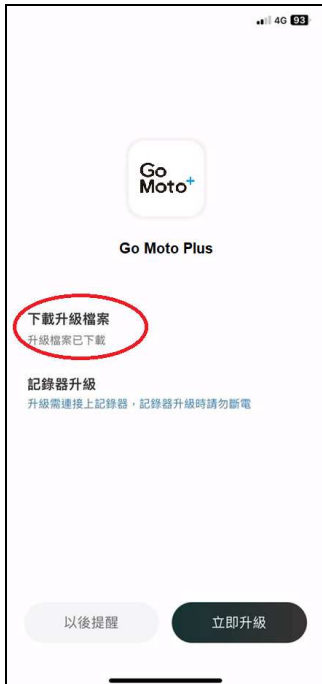 4G 93
Go
Moto+
Go Moto Plus
下載升級檔案
升級檔案已下載
記錄器升級
升級需連接上記錄器，記錄器升級時請勿斷電
以後提醒
立即升級